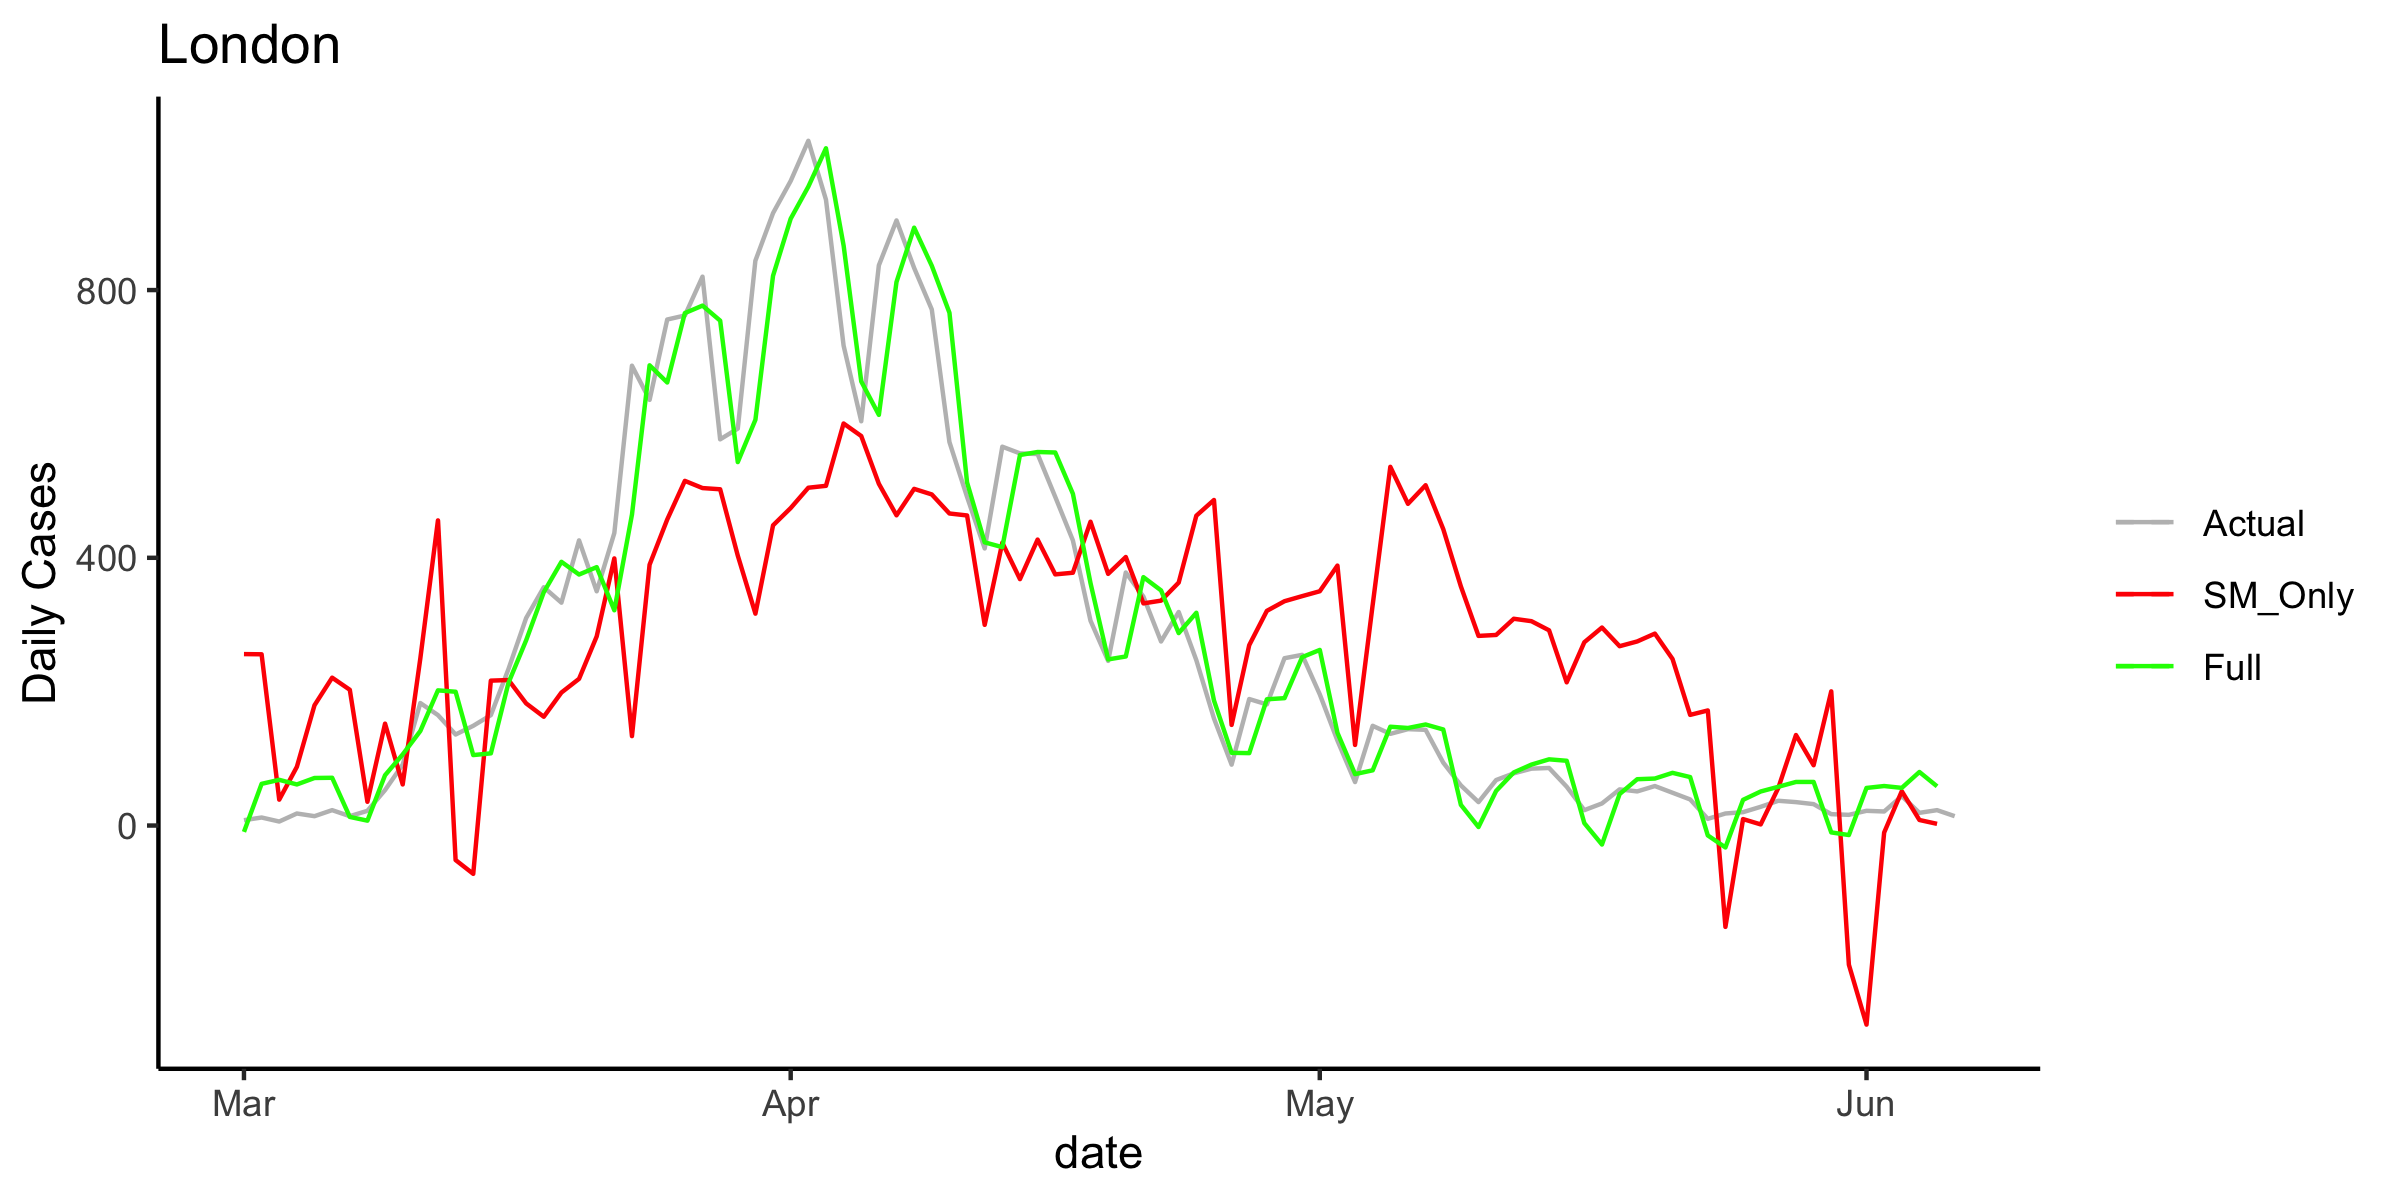 London
Daily Cases
800
400
0
Mar
Apr
May
Jun
date
Actual
SM_Only
Full